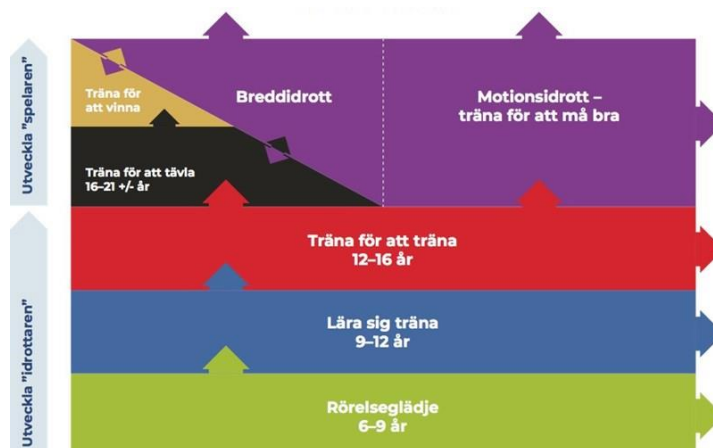 Utveckla "spelaren"
Träna för
att vinna
Breddidrott
Motionsidrott –
träna för att må bra
Träna för att tävla
16–21 +/- år
Utveckla "idrottaren"
Träna för att träna
12–16 år
Lära sig träna
9–12 år
Rörelseglädje
6–9 år